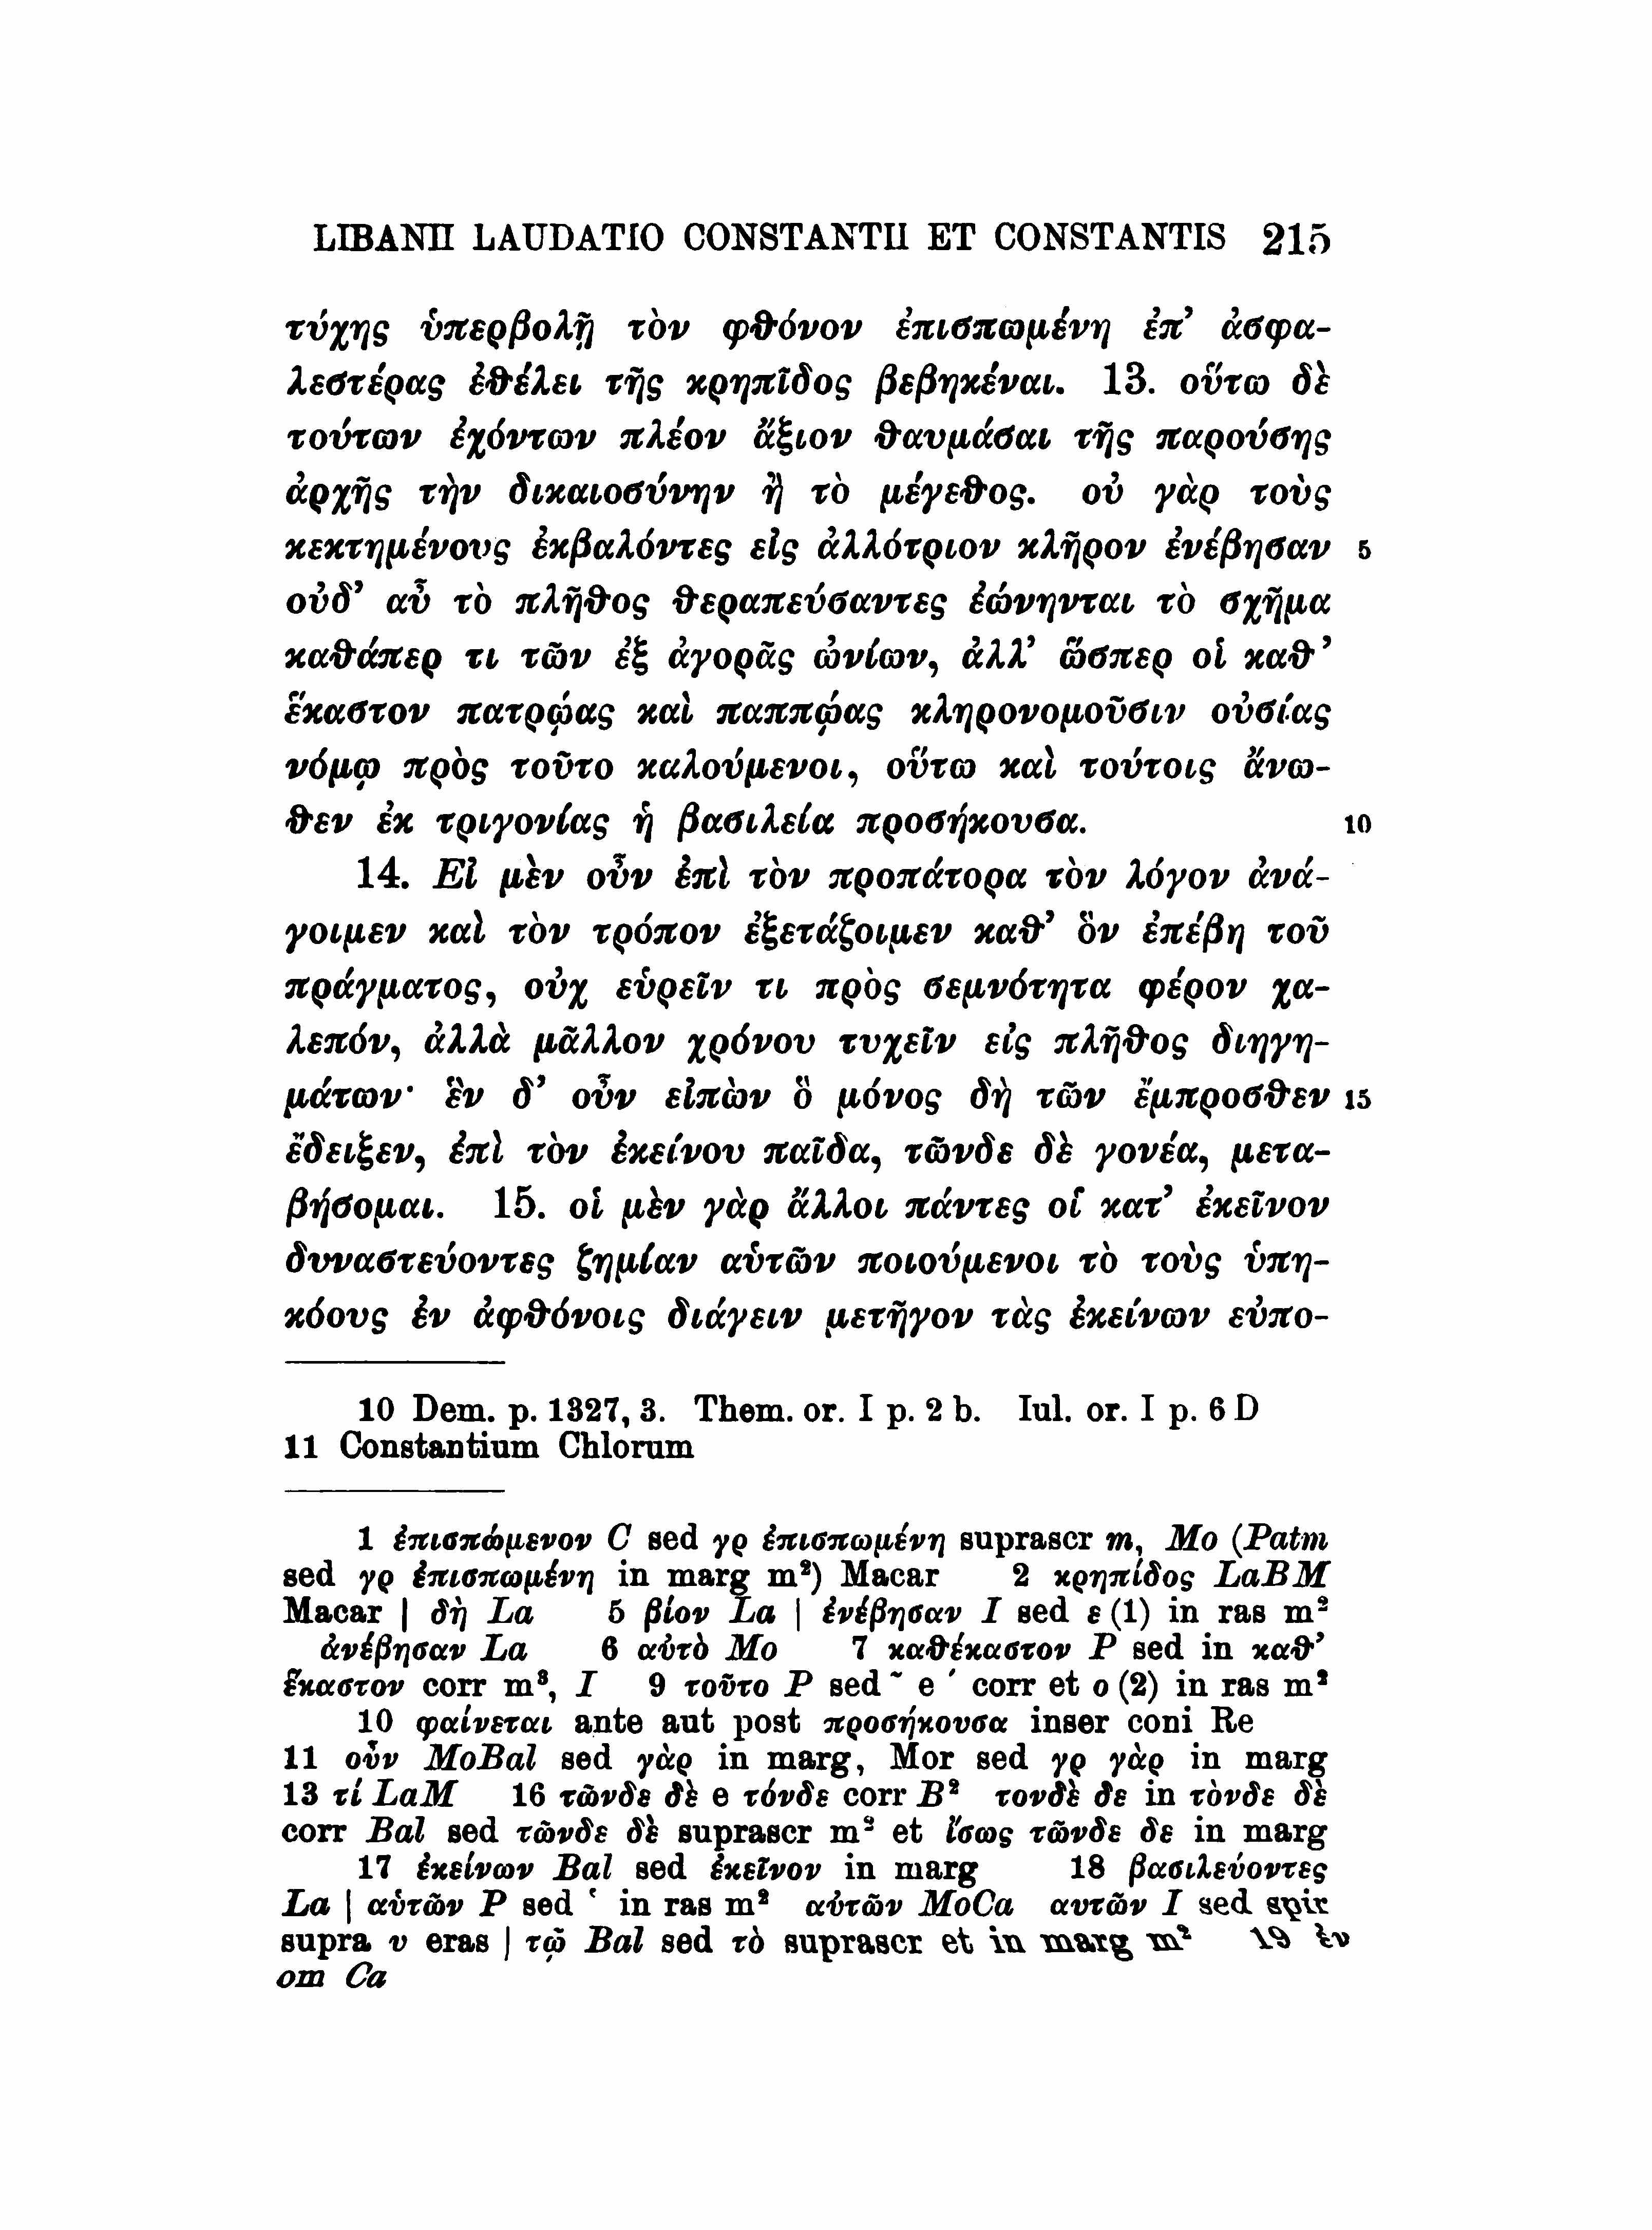 LIBANII LAUDATIO CONSTANTII ET CONSTANTIS 215
τύχης ὑπερβολῇ τὸν φθόνον ἐπισπωμένη ἐπ’ ἀσφα-
λεστέρας ἐθέλει τῆς κρηπῖδος βεβηκέναι. 13. οὕτω δὲ
τούτων ἐχόντων πλέον ἄξιον θαυμάσαι τῆς παρούσης
ἀρχῆς τὴν δικαιοσύνην ἢ τὸ μέγεθος. οὐ γὰρ τοὺς
κεκτημένους ἐκβαλόντες εἰς ἀλλότριον κλῆρον ἐνέβησαν 5
οὐδ’ αὖ τὸ πλῆθος θεραπεύσαντες ἐώνηνται τὸ σχῆμα
καθάπερ τι τῶν ἐξ ἀγορᾶς ὠνίων, ἀλλ’ ὥσπερ οἱ καθ’
ἕκαστον πατρῴας καὶ παππῴας κληρονομοῦσιν οὐσίας
νόμῳ πρὸς τοῦτο καλούμενοι, οὕτω καὶ τούτοις ἄνω-
θεν ἐκ τριγονίας ἡ βασιλεία προσήκουσα. 10
14. Εἰ μὲν οὖν ἐπὶ τὸν προπάτορα τὸν λόγον ἀνά-
γοιμεν καὶ τὸν τρόπον ἐξετάζοιμεν καθ’ ὃν ἐπέβη τοῦ
πράγματος, οὐχ εὑρεῖν τι πρὸς σεμνότητα φέρον χα-
λεπόν, ἀλλὰ μᾶλλον χρόνου τυχεῖν εἰς πλῆθος διηγη-
μάτων· ἓν δ’ οὖν εἰπὼν ὃ μόνος δὴ τῶν ἔμπροσθεν 15
ἔδειξεν, ἐπὶ τὸν ἐκείνου παῖδα, τῶνδε δὲ γονέα, μετα-
βήσομαι. 15. οἱ μὲν γὰρ ἄλλοι πάντες οἱ κατ’ ἐκεῖνον
δυναστεύοντες ζημίαν αὑτῶν ποιούμενοι τὸ τοὺς ὑπη-
κόους ἐν ἀφθόνοις διάγειν μετῆγον τὰς ἐκείνων εὐπο-
10 Dem. p. 1327, 3. Them. or. I p. 2 b. Iul. or. I p. 6 D
11 Constantium Chlorum
1 ἐπισπώμενον C sed γρ ἐπισπωμένη suprascr m, Mo (Patm
sed γρ ἐπισπωμένη in marg m²) Macar 2 κρηπίδος LaBM
Macar | δὴ La 5 βίον La | ἐνέβησαν I sed ε (1) in ras m²
ἀνέβησαν La 6 αὐτὸ Mo 7 καθέκαστον P sed in καθ’
ἕκαστον corr m³, I 9 τοῦτο P sed ῀ e ´ corr et ο (2) in ras m²
10 φαίνεται ante aut post προσήκουσα inser coni Re
11 οὖν MoBal sed γὰρ in marg, Mor sed γρ γὰρ in marg
13 τί LaM 16 τῶνδε δὲ e τόνδε corr B² τονδὲ δε in τὸνδε δὲ
corr Bal sed τῶνδε δὲ suprascr m² et ἴσως τῶνδε δε in marg
17 ἐκείνων Bal sed ἐκεῖνον in marg 18 βασιλεύοντες
La | αὑτῶν P sed ῾ in ras m² αὐτῶν MoCa αυτῶν I sed spir
supra υ eras | τῷ Bal sed τὸ suprascr et in marg m² 19 ἐν
om Ca